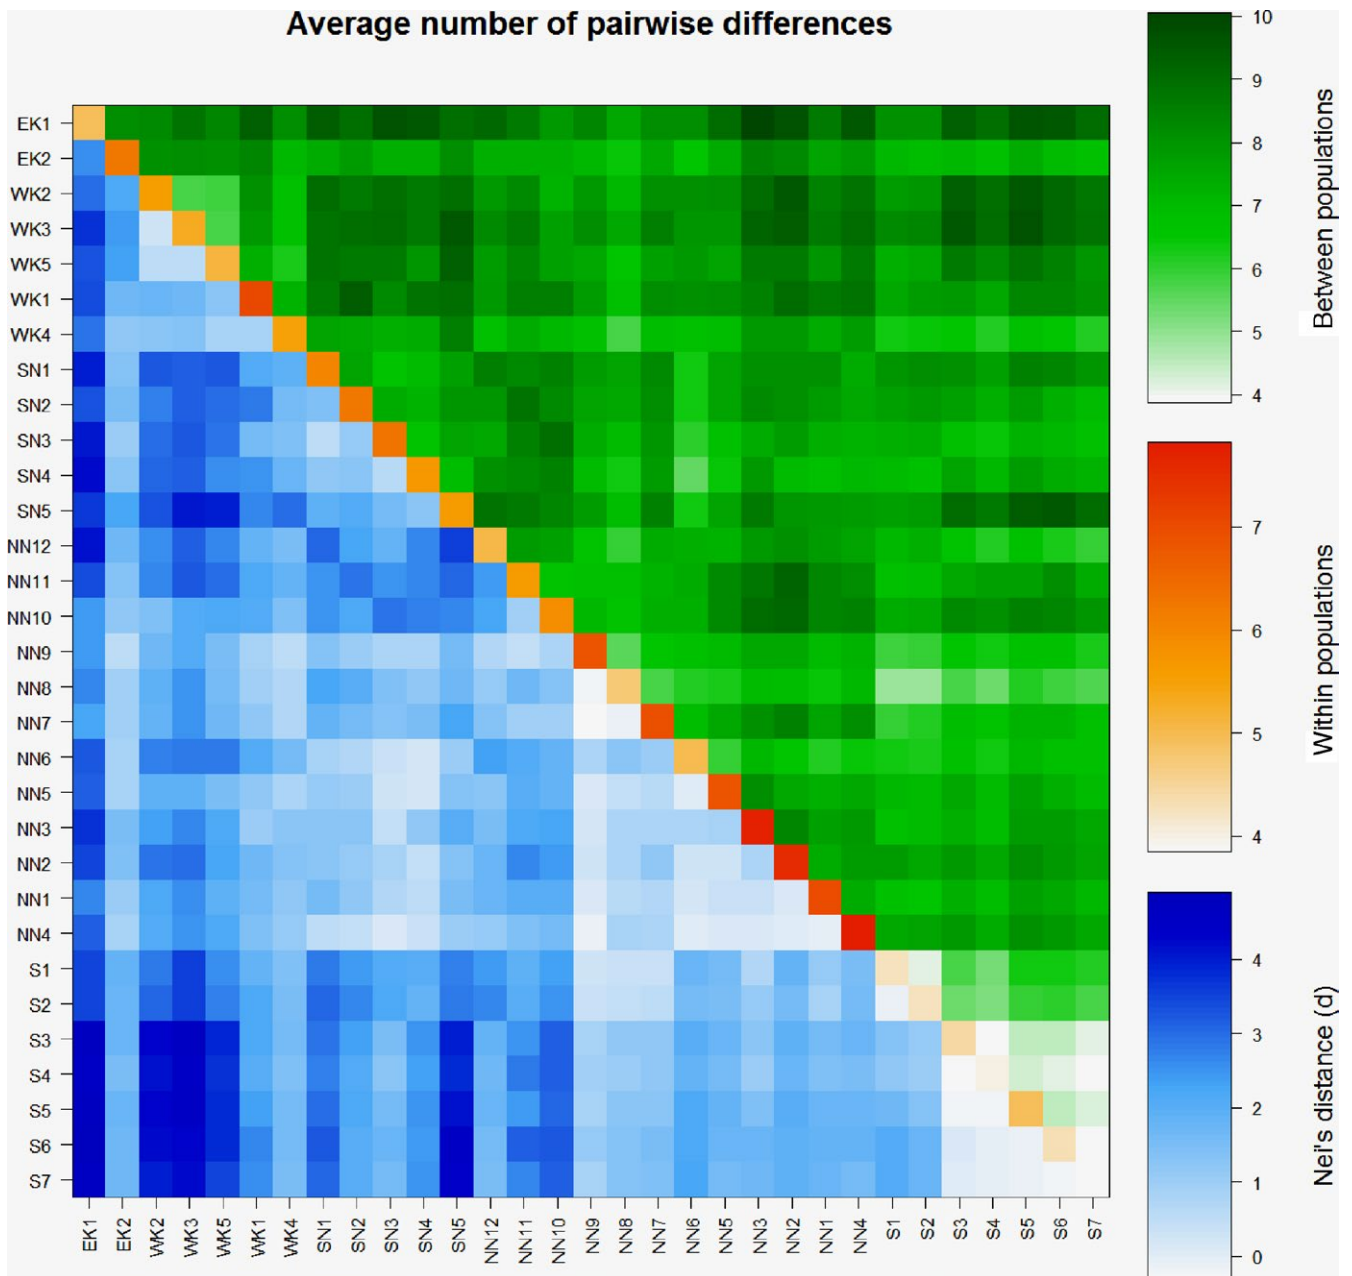 Average number of pairwise differences
EK1
EK2
WK2
WK3
WK5
WK1
WK4
SN1
SN2
SN3
SN4
SN5
NN12
NN11
NN10
NN9
NN8
NN7
NN6
NN5
NN3
NN2
NN1
NN4
S1
S2
S3
S4
S5
S6
S7
EK1 EK2 WK2 WK3 WK5 WK1 WK4 SN1 SN2 SN3 SN4 SN5 NN12 NN11 NN10 NN9 NN8 NN7 NN6 NN5 NN3 NN2 NN1 NN4 S1 S2 S3 S4 S5 S6 S7
10
9
8
7
6
5
4
Between populations
7
6
5
4
Within populations
4
3
2
1
0
Nei's distance (d)